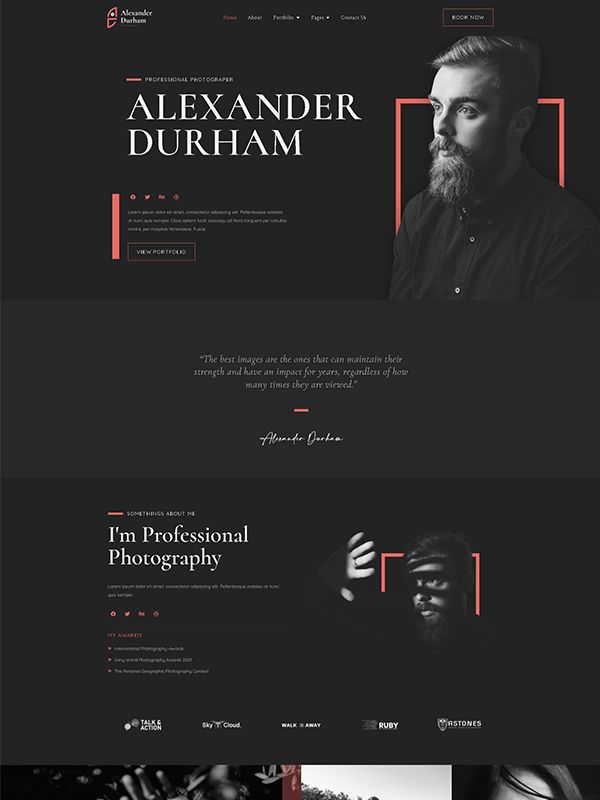 Alexander
Durham
Home About Portfolio Pages Contact Us
BOOK NOW
PROFESSIONAL PHOTOGRAPER
ALEXANDER
DURHAM
Lorem ipsum dolor sit amet, consectetur adipiscing elit. Pellentesque sodales
at nunc quis semper. Class aptent taciti sociosqu ad litora torquent per conubia
nostra, per inceptos himenaeos. Fusce
VIEW PORTFOLIO
“The best images are the ones that can maintain their
strength and have an impact for years, regardless of how
many times they are viewed.”
Alexander Durham
SOMETHINGS ABOUT ME
I'm Professional
Photography
Lorem ipsum dolor sit amet, consectetur adipiscing elit. Pellentesque sodales at nunc
quis semper.
MY AWARDS
International Photography Awards
Sony World Photography Awards 2021
The National Geographic Photography Contest
TALK &
ACTION
Sky Cloud.
WALK AWAY
RUBY
ASTONES